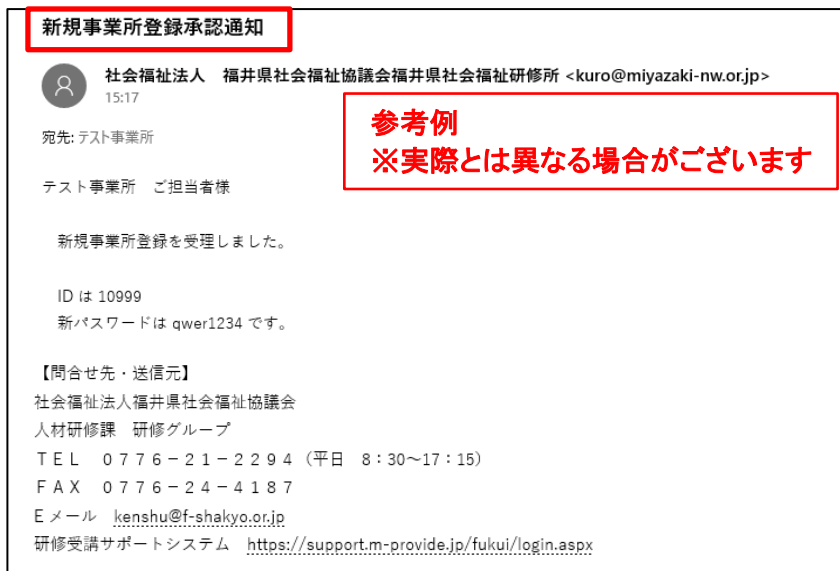 新規事業所登録承認通知
社会福祉法人　福井県社会福祉協議会福井県社会福祉研修所 <kuro@miyazaki-nw.or.jp>
15:17
参考例
※実際とは異なる場合がございます
宛先: テスト事業所
テスト事業所　ご担当者様
新規事業所登録を受理しました。
ID は 10999
新パスワードは qwer1234 です。
【問合せ先・送信元】
社会福祉法人福井県社会福祉協議会
人材研修課　研修グループ
ＴＥＬ　０７７６－２１－２２９４（平日　8：30～17：15）
ＦＡＸ　０７７６－２４－４１８７
Ｅメール　kenshu@f-shakyo.or.jp
研修受講サポートシステム　https://support.m-provide.jp/fukui/login.aspx